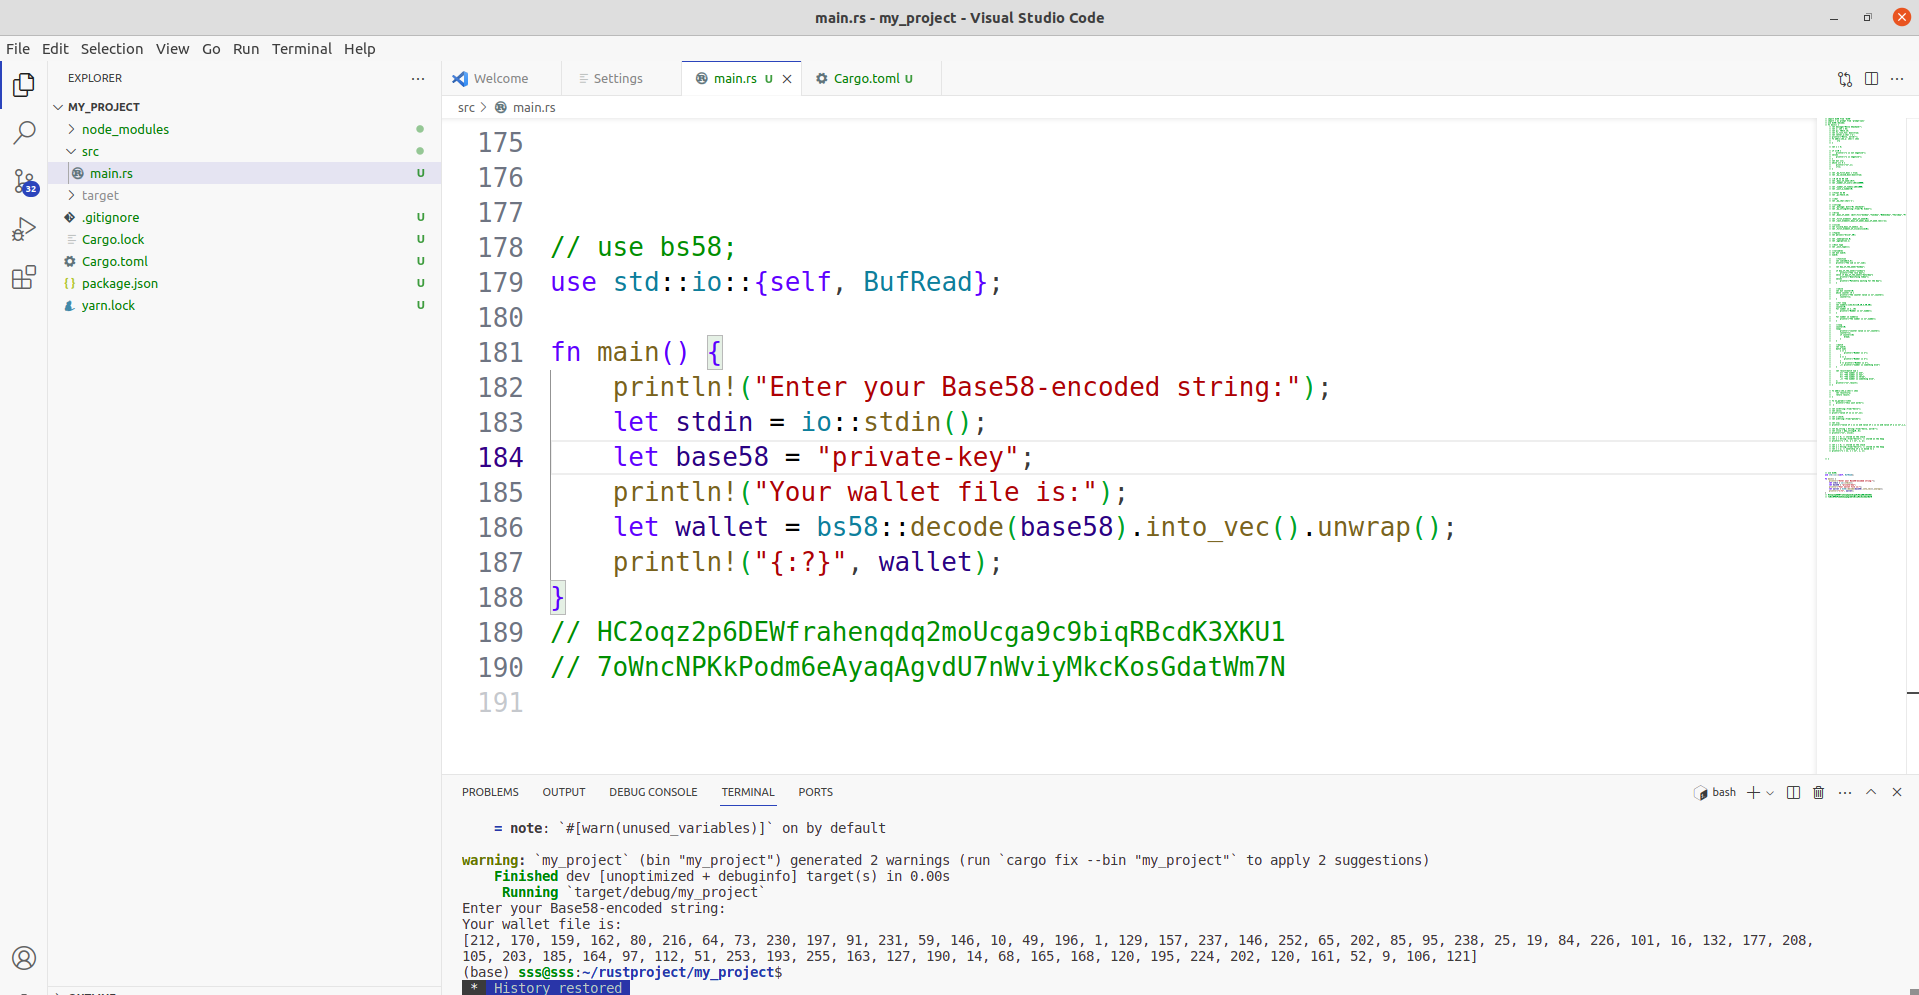 main.rs - my_project - Visual Studio Code
File Edit Selection View Go Run Terminal Help
EXPLORER
MY_PROJECT
node_modules
src
main.rs U
target
.gitignore U
Cargo.lock U
Cargo.toml U
package.json U
yarn.lock U
32
Welcome Settings main.rs U Cargo.toml U
src > main.rs
175
176
177
178 // use bs58;
179 use std::io::{self, BufRead};
180
181 fn main() {
182 println!("Enter your Base58-encoded string:");
183 let stdin = io::stdin();
184 let base58 = "private-key";
185 println!("Your wallet file is:");
186 let wallet = bs58::decode(base58).into_vec().unwrap();
187 println!("{:?}", wallet);
188 }
189 // HC2oqz2p6DEWfrahenqdq2moUcga9c9biqRBcdK3XKU1
190 // 7oWncNPKkPodm6eAyaqAgvdU7nWviyMkcKosGdatWm7N
191
PROBLEMS OUTPUT DEBUG CONSOLE TERMINAL PORTS
bash
= note: `#[warn(unused_variables)]` on by default
warning: `my_project` (bin "my_project") generated 2 warnings (run `cargo fix --bin "my_project"` to apply 2 suggestions)
Finished dev [unoptimized + debuginfo] target(s) in 0.00s
Running `target/debug/my_project`
Enter your Base58-encoded string:
Your wallet file is:
[212, 170, 159, 162, 80, 216, 64, 73, 230, 197, 91, 231, 59, 146, 10, 49, 196, 1, 129, 157, 237, 146, 252, 65, 202, 85, 95, 238, 25, 19, 84, 226, 101, 16, 132, 177, 208,
105, 203, 185, 164, 97, 112, 51, 253, 193, 255, 163, 127, 190, 14, 68, 165, 168, 120, 195, 224, 202, 120, 161, 52, 9, 106, 121]
(base) sss@sss:~/rustproject/my_project$
* History restored